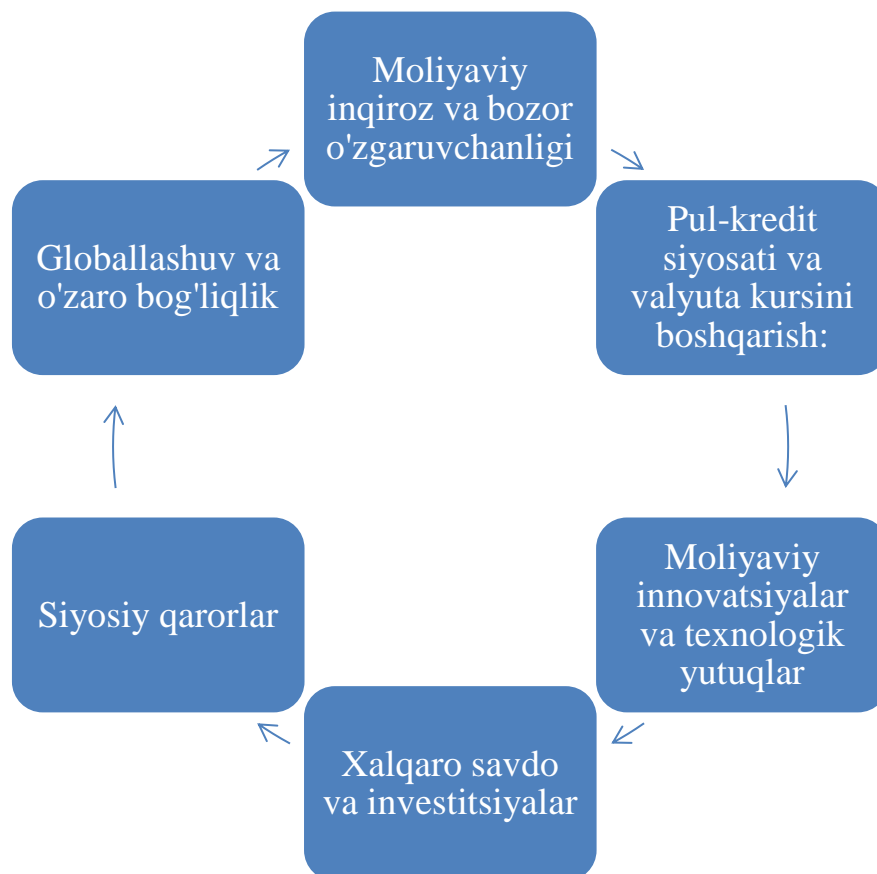 Moliyaviy
inqiroz va bozor
o'zgaruvchanligi
Pul-kredit
siyosati va
valyuta kursini
boshqarish:
Moliyaviy
innovatsiyalar
va texnologik
yutuqlar
Xalqaro savdo
va investitsiyalar
Siyosiy qarorlar
Globallashuv va
o'zaro bog'liqlik